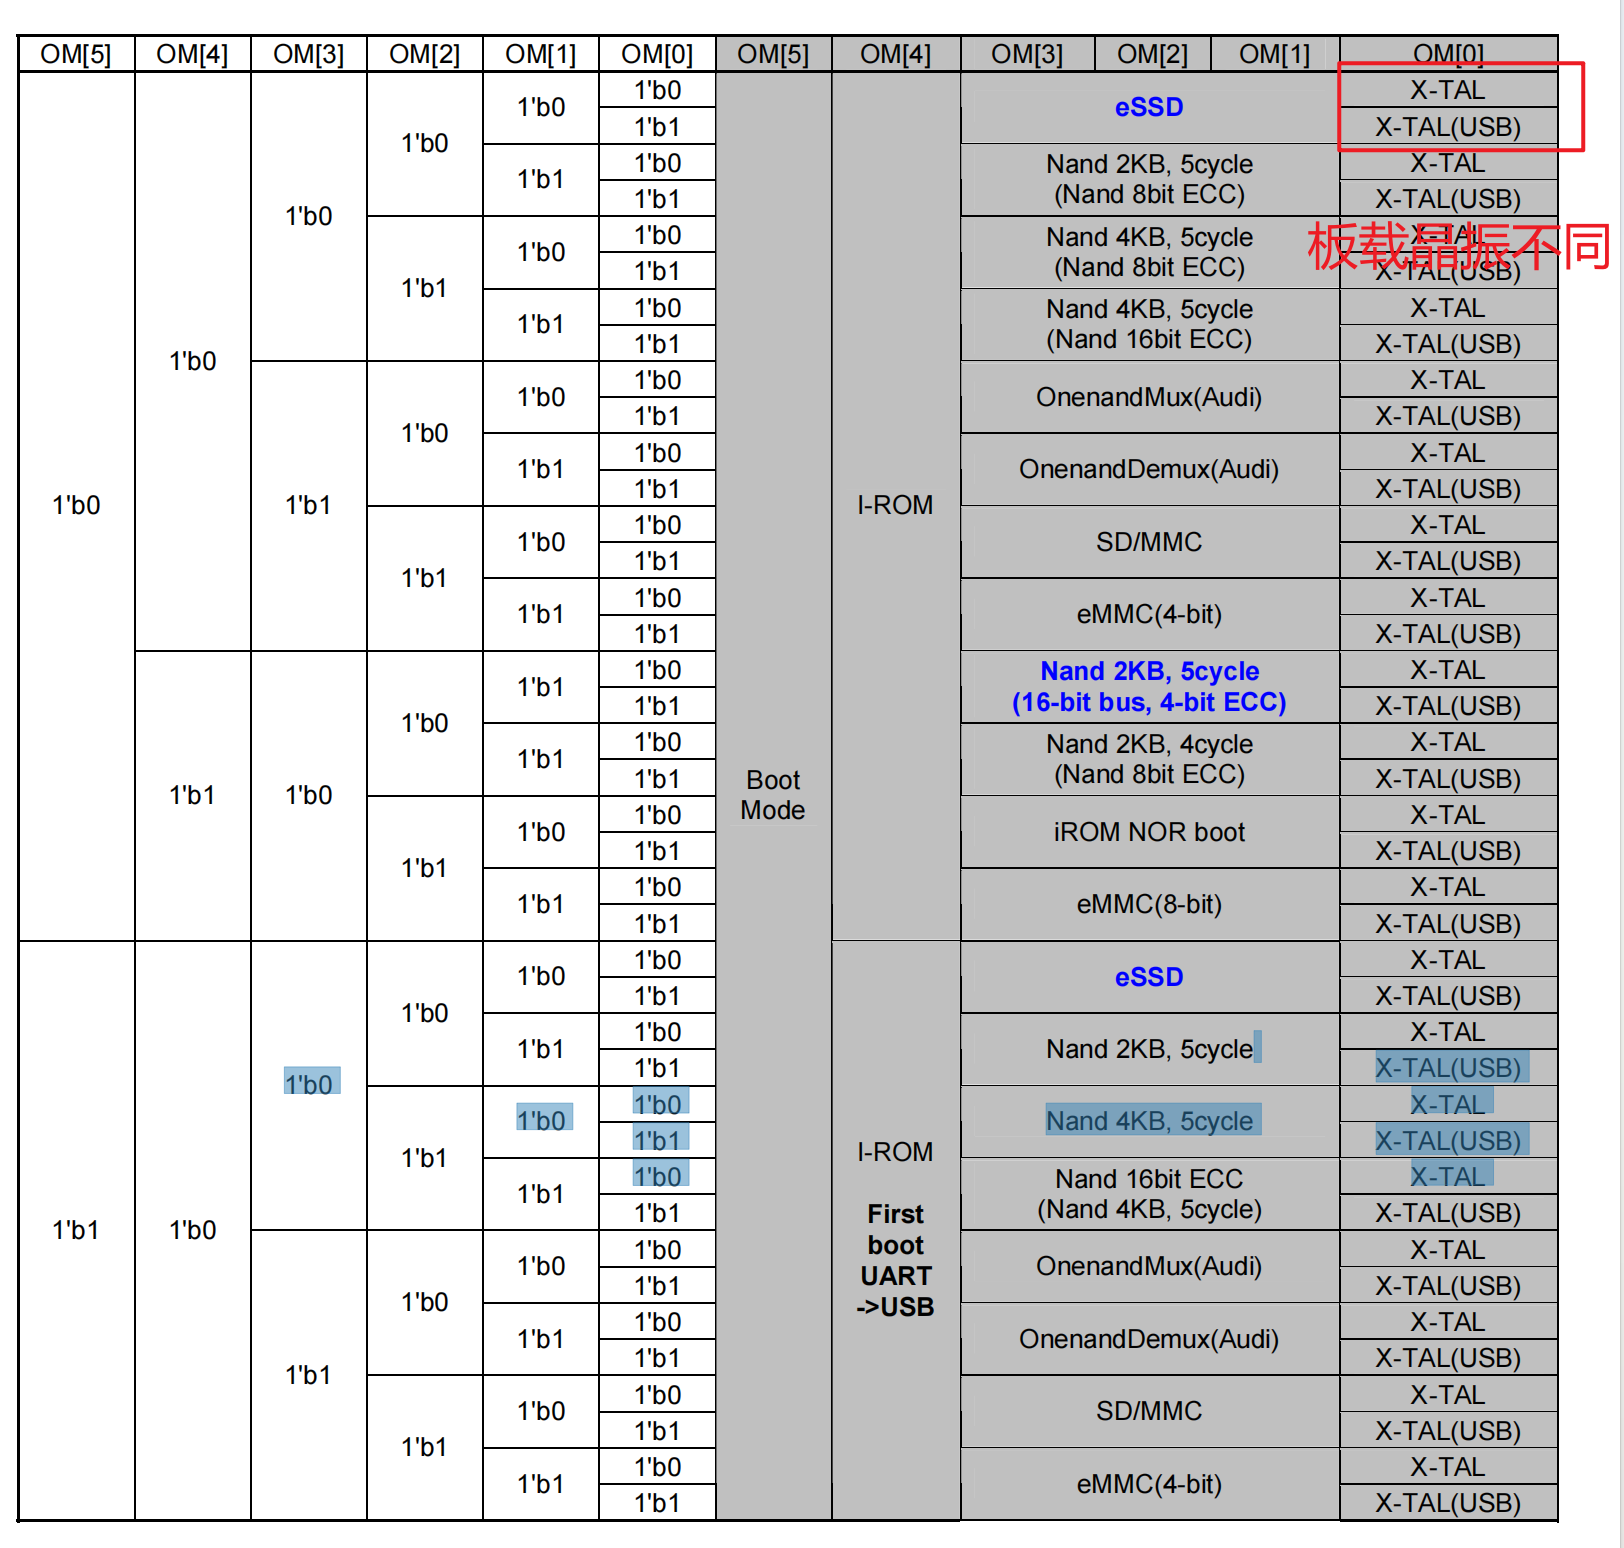 OM[5] OM[4] OM[3] OM[2] OM[1] OM[0] OM[5] OM[4] OM[3] OM[2] OM[1] OM[0]
1'b0 1'b0 1'b0 1'b0 1'b0 1'b0 Boot Mode I-ROM eSSD X-TAL
1'b1 X-TAL(USB)
1'b1 1'b0 Nand 2KB, 5cycle X-TAL
1'b1 (Nand 8bit ECC) X-TAL(USB)
1'b1 1'b0 1'b0 Nand 4KB, 5cycle X-TAL
板载晶振不同
1'b1 (Nand 8bit ECC) X-TAL(USB)
1'b1 1'b0 Nand 4KB, 5cycle X-TAL
1'b1 (Nand 16bit ECC) X-TAL(USB)
1'b1 1'b0 1'b0 1'b0 OnenandMux(Audi) X-TAL
1'b1 X-TAL(USB)
1'b1 1'b0 OnenandDemux(Audi) X-TAL
1'b1 X-TAL(USB)
1'b1 1'b0 1'b0 SD/MMC X-TAL
1'b1 X-TAL(USB)
1'b1 1'b0 eMMC(4-bit) X-TAL
1'b1 X-TAL(USB)
1'b1 1'b0 1'b0 1'b1 1'b0 Nand 2KB, 5cycle X-TAL
1'b1 (16-bit bus, 4-bit ECC) X-TAL(USB)
1'b1 1'b0 Nand 2KB, 4cycle X-TAL
1'b1 (Nand 8bit ECC) X-TAL(USB)
1'b1 1'b0 1'b0 iROM NOR boot X-TAL
1'b1 X-TAL(USB)
1'b1 1'b0 eMMC(8-bit) X-TAL
1'b1 X-TAL(USB)
1'b1 1'b0 1'b0 1'b0 1'b0 1'b0 I-ROM First boot UART ->USB eSSD X-TAL
1'b1 X-TAL(USB)
1'b1 1'b0 Nand 2KB, 5cycle X-TAL
1'b1 X-TAL(USB)
1'b1 1'b0 1'b0 Nand 4KB, 5cycle X-TAL
1'b1 X-TAL(USB)
1'b1 1'b0 Nand 16bit ECC X-TAL
1'b1 (Nand 4KB, 5cycle) X-TAL(USB)
1'b1 1'b0 1'b0 1'b0 OnenandMux(Audi) X-TAL
1'b1 X-TAL(USB)
1'b1 1'b0 OnenandDemux(Audi) X-TAL
1'b1 X-TAL(USB)
1'b1 1'b0 1'b0 SD/MMC X-TAL
1'b1 X-TAL(USB)
1'b1 1'b0 eMMC(4-bit) X-TAL
1'b1 X-TAL(USB)